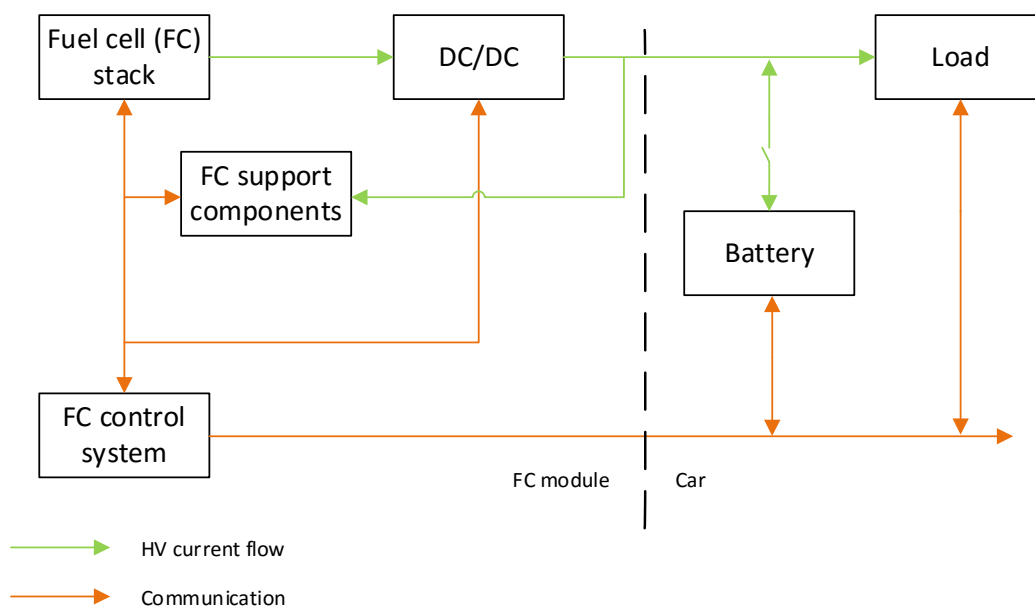 Fuel cell (FC)
stack
DC/DC
Load
FC support
components
Battery
FC control
system
FC module
Car
HV current flow
Communication